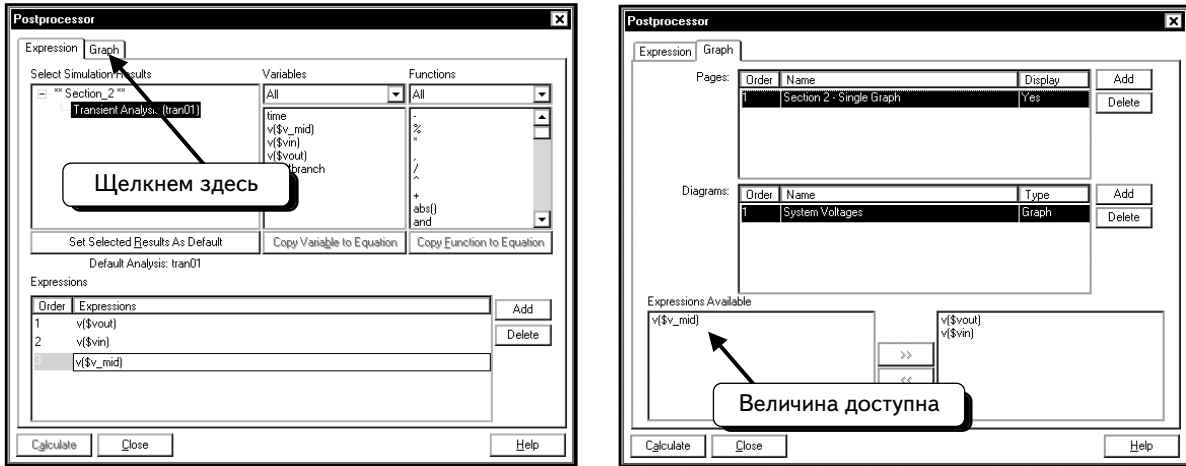 Postprocessor
Expression Graph
Select Simulation Results Variables Functions
** Section_2 ** All All
Transient Analysis (tran01)
time -
v($v_mid) %
v($vin) *
v($vout) ,
/
^
+
abs()
and
Щелкнем здесь
Set Selected Results As Default Copy Variable to Equation Copy Function to Equation
Default Analysis: tran01
Expressions
Order Expressions Add
1 v($vout) Delete
2 v($vin)
3 v($v_mid)
Calculate Close Help
Postprocessor
Expression Graph
Pages: Order Name Display Add
1 Section 2 - Single Graph Yes Delete
Diagrams: Order Name Type Add
1 System Voltages Graph Delete
Expressions Available
v($v_mid) v($vout)
v($vin)
>>
<<
Величина доступна
Calculate Close Help